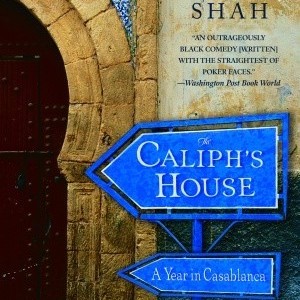 SHAH
"AN OUTRAGEOUSLY
BLACK COMEDY [WRITTEN]
WITH THE STRAIGHTEST OF
POKER FACES."
—Washington Post Book World
The
CALIPH'S
HOUSE
A Year in Casablanca